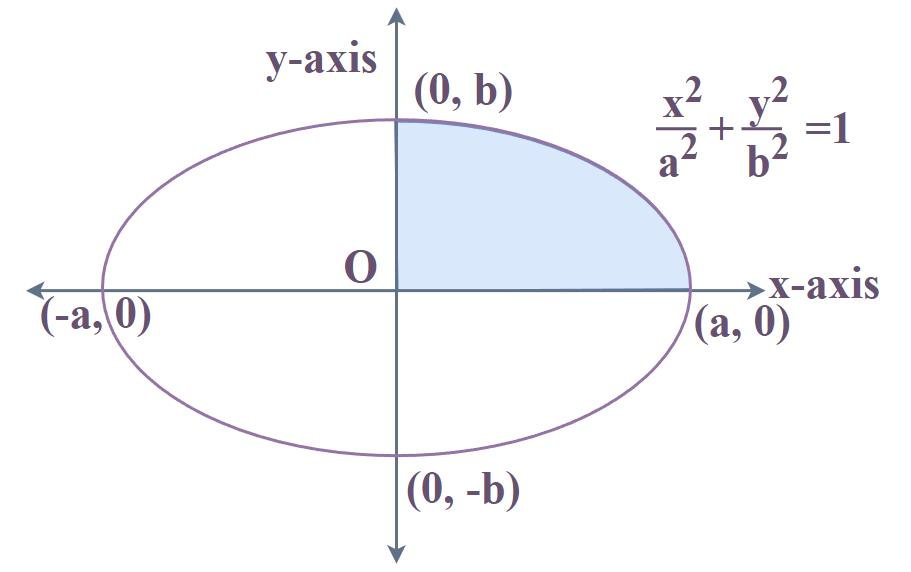 y-axis
(0, b)
x²/a² + y²/b² =1
O
x-axis
(-a, 0)
(a, 0)
(0, -b)